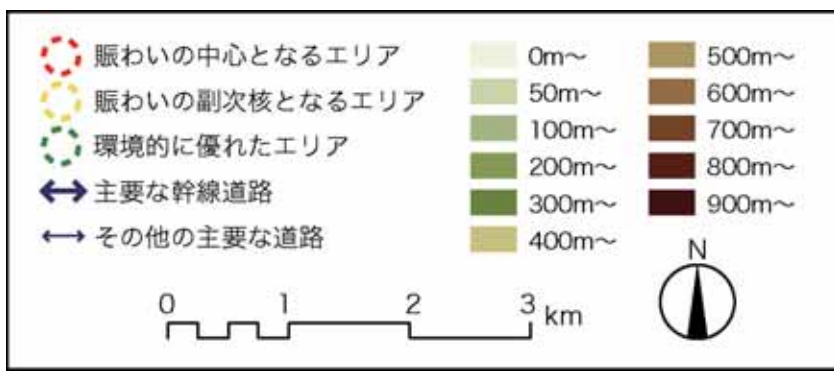 賑わいの中心となるエリア
賑わいの副次核となるエリア
環境的に優れたエリア
主要な幹線道路
その他の主要な道路
0m～
50m～
100m～
200m～
300m～
400m～
500m～
600m～
700m～
800m～
900m～
N
0 1 2 3 km